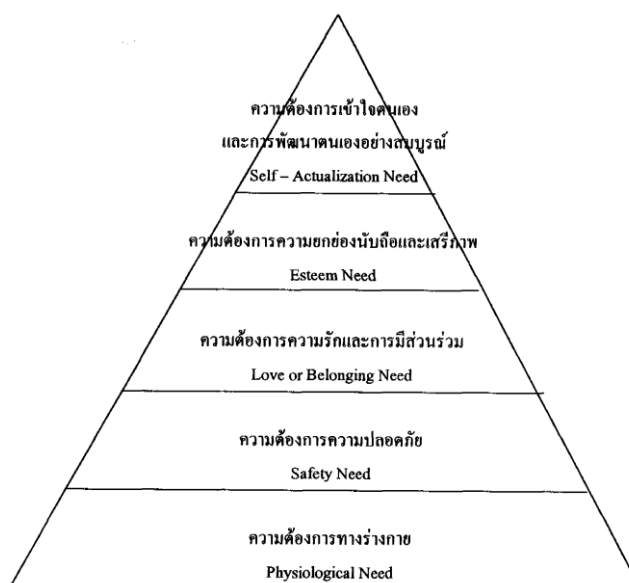 ความต้องการเข้าใจตนเอง
และการพัฒนาตนเองอย่างสมบูรณ์
Self – Actualization Need
ความต้องการความยกย่องนับถือและเสรีภาพ
Esteem Need
ความต้องการความรักและการมีส่วนร่วม
Love or Belonging Need
ความต้องการความปลอดภัย
Safety Need
ความต้องการทางร่างกาย
Physiological Need